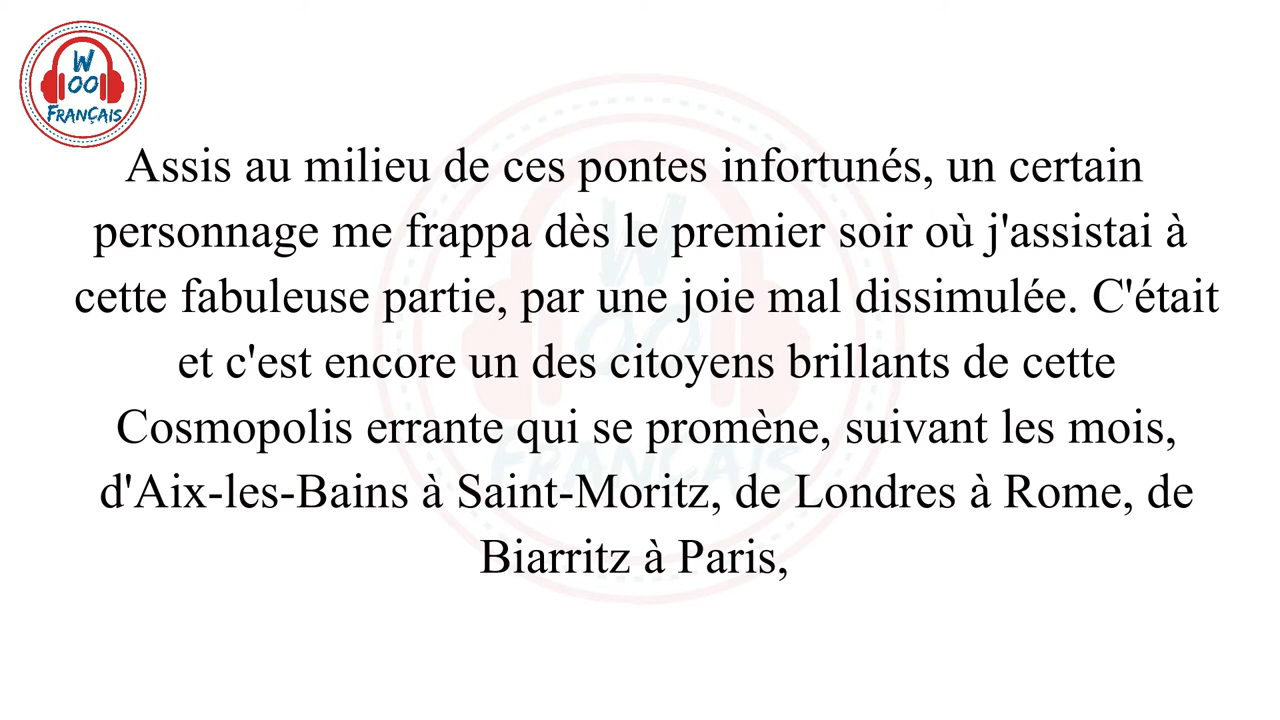 W
OO
FRANÇAIS
Assis au milieu de ces pontes infortunés, un certain
personnage me frappa dès le premier soir où j'assistai à
cette fabuleuse partie, par une joie mal dissimulée. C'était
et c'est encore un des citoyens brillants de cette
Cosmopolis errante qui se promène, suivant les mois,
d'Aix-les-Bains à Saint-Moritz, de Londres à Rome, de
Biarritz à Paris,